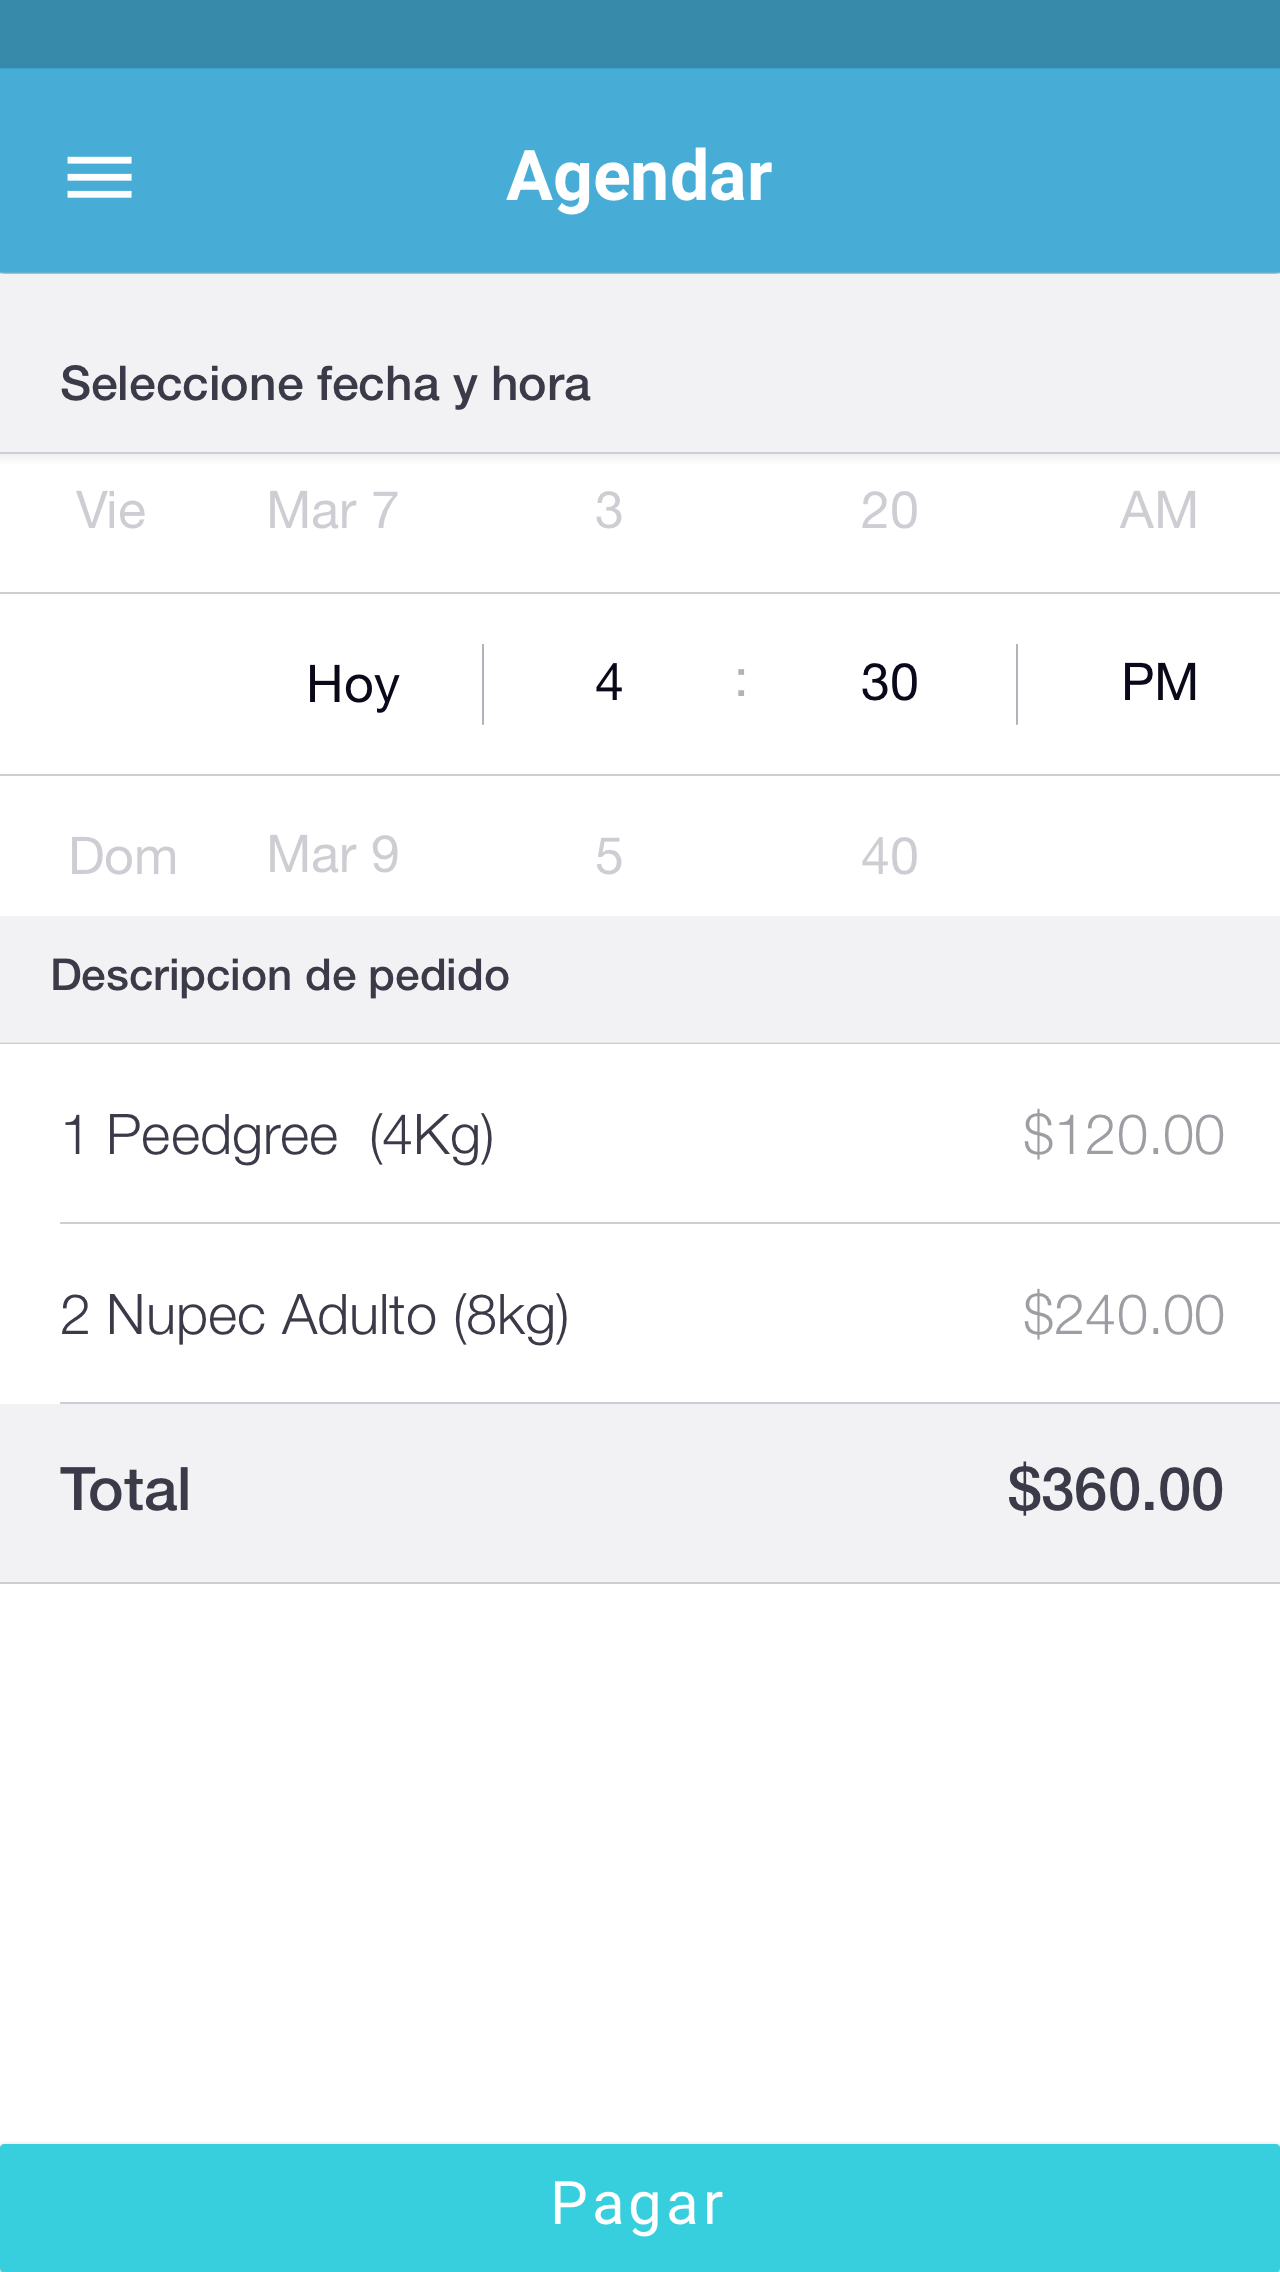 Agendar
Seleccione fecha y hora
Vie Mar 7 3 20 AM
Hoy 4 : 30 PM
Dom Mar 9 5 40
Descripcion de pedido
1 Peedgree (4Kg) $120.00
2 Nupec Adulto (8kg) $240.00
Total $360.00
Pagar